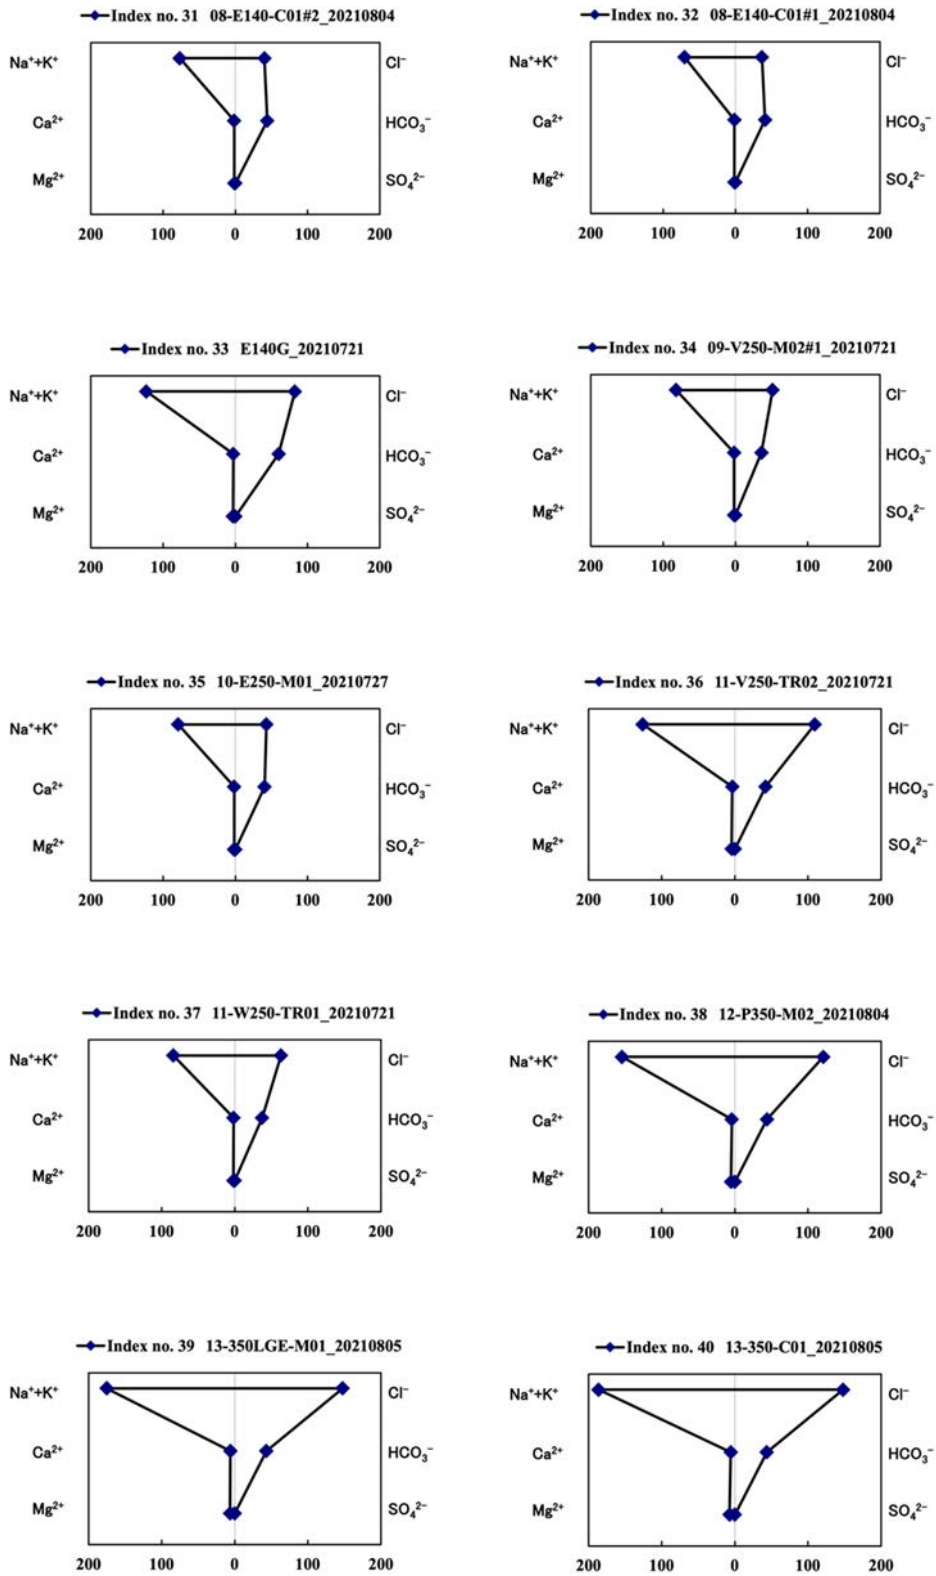 Index no. 31 08-E140-C01#2_20210804
Na⁺+K⁺ Cl⁻
Ca²⁺ HCO₃⁻
Mg²⁺ SO₄²⁻
200 100 0 100 200
Index no. 32 08-E140-C01#1_20210804
Na⁺+K⁺ Cl⁻
Ca²⁺ HCO₃⁻
Mg²⁺ SO₄²⁻
200 100 0 100 200
Index no. 33 E140G_20210721
Na⁺+K⁺ Cl⁻
Ca²⁺ HCO₃⁻
Mg²⁺ SO₄²⁻
200 100 0 100 200
Index no. 34 09-V250-M02#1_20210721
Na⁺+K⁺ Cl⁻
Ca²⁺ HCO₃⁻
Mg²⁺ SO₄²⁻
200 100 0 100 200
Index no. 35 10-E250-M01_20210727
Na⁺+K⁺ Cl⁻
Ca²⁺ HCO₃⁻
Mg²⁺ SO₄²⁻
200 100 0 100 200
Index no. 36 11-V250-TR02_20210721
Na⁺+K⁺ Cl⁻
Ca²⁺ HCO₃⁻
Mg²⁺ SO₄²⁻
200 100 0 100 200
Index no. 37 11-W250-TR01_20210721
Na⁺+K⁺ Cl⁻
Ca²⁺ HCO₃⁻
Mg²⁺ SO₄²⁻
200 100 0 100 200
Index no. 38 12-P350-M02_20210804
Na⁺+K⁺ Cl⁻
Ca²⁺ HCO₃⁻
Mg²⁺ SO₄²⁻
200 100 0 100 200
Index no. 39 13-350LGE-M01_20210805
Na⁺+K⁺ Cl⁻
Ca²⁺ HCO₃⁻
Mg²⁺ SO₄²⁻
200 100 0 100 200
Index no. 40 13-350-C01_20210805
Na⁺+K⁺ Cl⁻
Ca²⁺ HCO₃⁻
Mg²⁺ SO₄²⁻
200 100 0 100 200